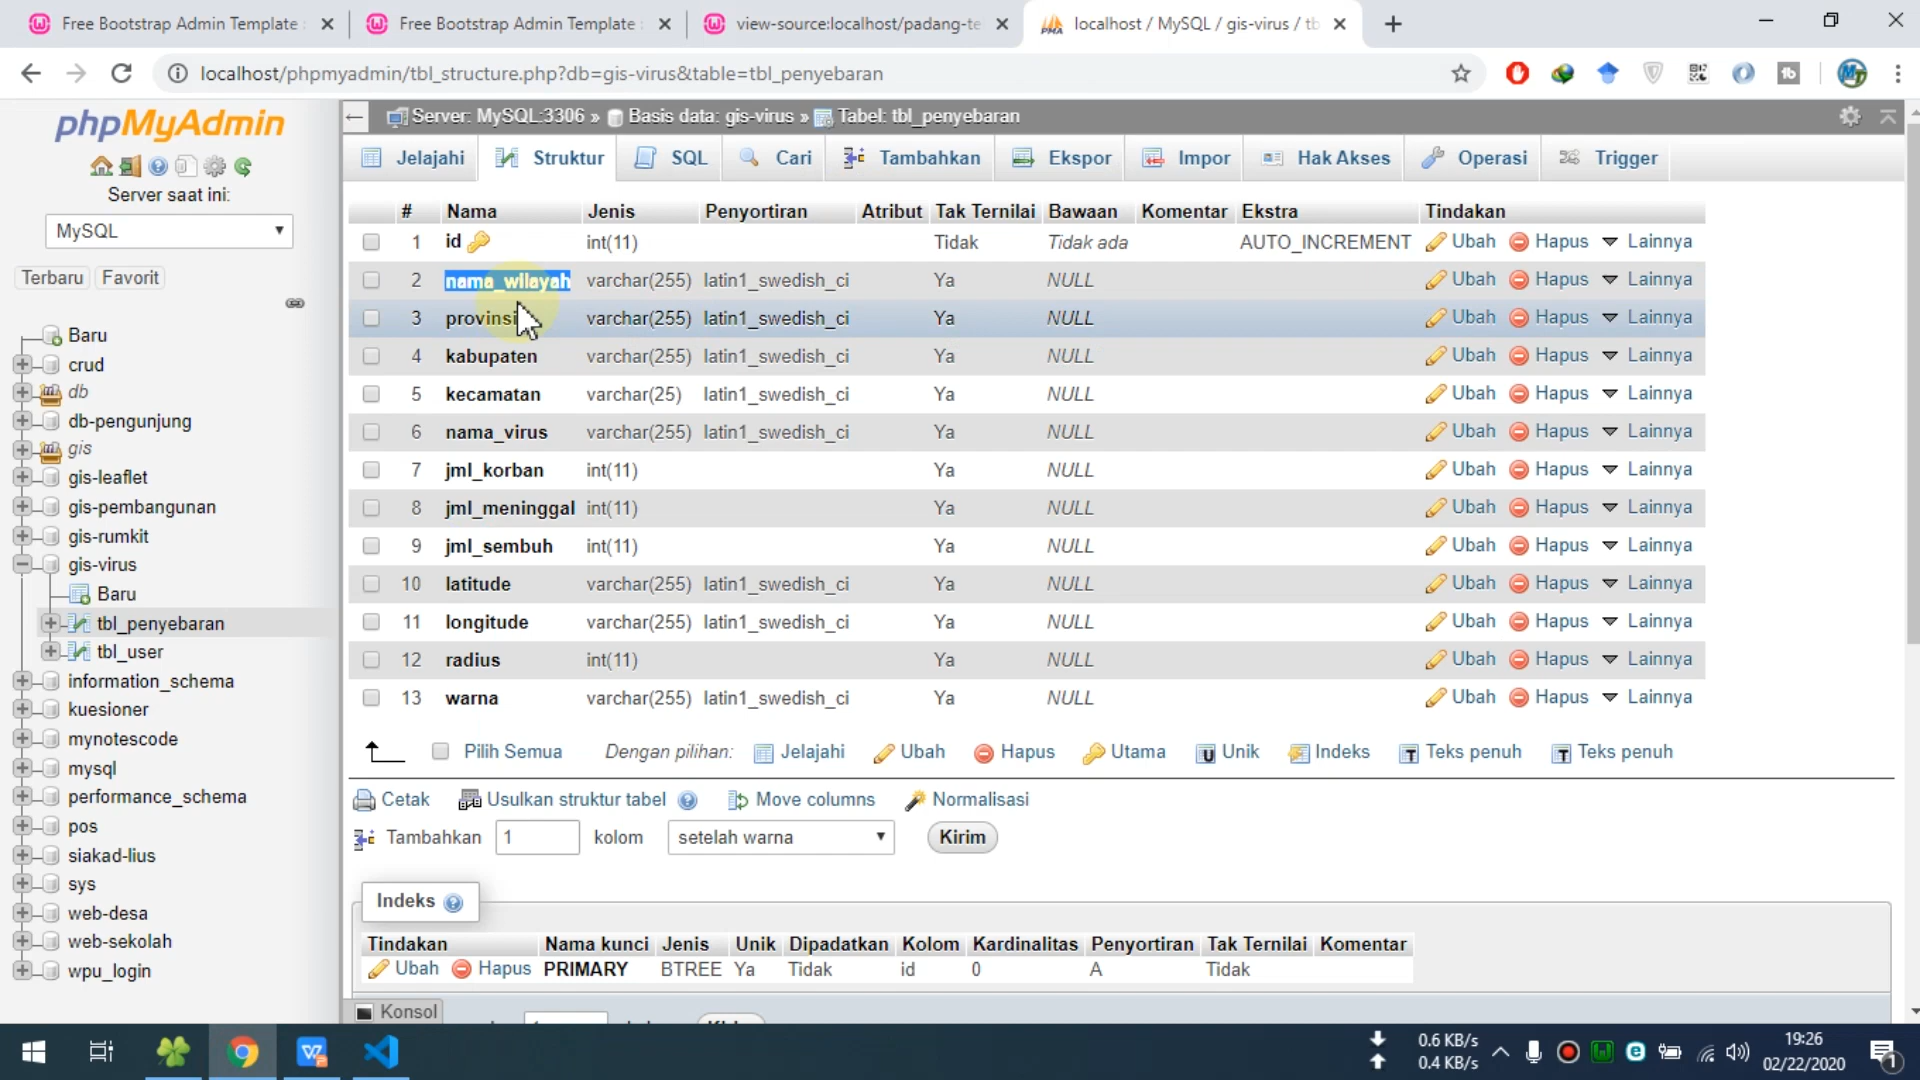 Free Bootstrap Admin Template :
Free Bootstrap Admin Template :
view-source:localhost/padang-te
localhost / MySQL / gis-virus / tb
localhost/phpmyadmin/tbl_structure.php?db=gis-virus&table=tbl_penyebaran
phpMyAdmin
Server saat ini:
MySQL
Terbaru Favorit
Baru
crud
db
db-pengunjung
gis
gis-leaflet
gis-pembangunan
gis-rumkit
gis-virus
Baru
tbl_penyebaran
tbl_user
information_schema
kuesioner
mynotescode
mysql
performance_schema
pos
siakad-lius
sys
web-desa
web-sekolah
wpu_login
Server: MySQL:3306 » Basis data: gis-virus » Tabel: tbl_penyebaran
Jelajahi Struktur SQL Cari Tambahkan Ekspor Impor Hak Akses Operasi Trigger
# Nama Jenis Penyortiran Atribut Tak Ternilai Bawaan Komentar Ekstra Tindakan
1 id int(11) Tidak Tidak ada AUTO_INCREMENT Ubah Hapus Lainnya
2 nama_wilayah varchar(255) latin1_swedish_ci Ya NULL Ubah Hapus Lainnya
3 provinsi varchar(255) latin1_swedish_ci Ya NULL Ubah Hapus Lainnya
4 kabupaten varchar(255) latin1_swedish_ci Ya NULL Ubah Hapus Lainnya
5 kecamatan varchar(25) latin1_swedish_ci Ya NULL Ubah Hapus Lainnya
6 nama_virus varchar(255) latin1_swedish_ci Ya NULL Ubah Hapus Lainnya
7 jml_korban int(11) Ya NULL Ubah Hapus Lainnya
8 jml_meninggal int(11) Ya NULL Ubah Hapus Lainnya
9 jml_sembuh int(11) Ya NULL Ubah Hapus Lainnya
10 latitude varchar(255) latin1_swedish_ci Ya NULL Ubah Hapus Lainnya
11 longitude varchar(255) latin1_swedish_ci Ya NULL Ubah Hapus Lainnya
12 radius int(11) Ya NULL Ubah Hapus Lainnya
13 warna varchar(255) latin1_swedish_ci Ya NULL Ubah Hapus Lainnya
Pilih Semua Dengan pilihan: Jelajahi Ubah Hapus Utama Unik Indeks Teks penuh Teks penuh
Cetak Usulkan struktur tabel Move columns Normalisasi
Tambahkan 1 kolom setelah warna Kirim
Indeks
Tindakan Nama kunci Jenis Unik Dipadatkan Kolom Kardinalitas Penyortiran Tak Ternilai Komentar
Ubah Hapus PRIMARY BTREE Ya Tidak id 0 A Tidak
Konsol
0.6 KB/s
0.4 KB/s
19:26
02/22/2020
1